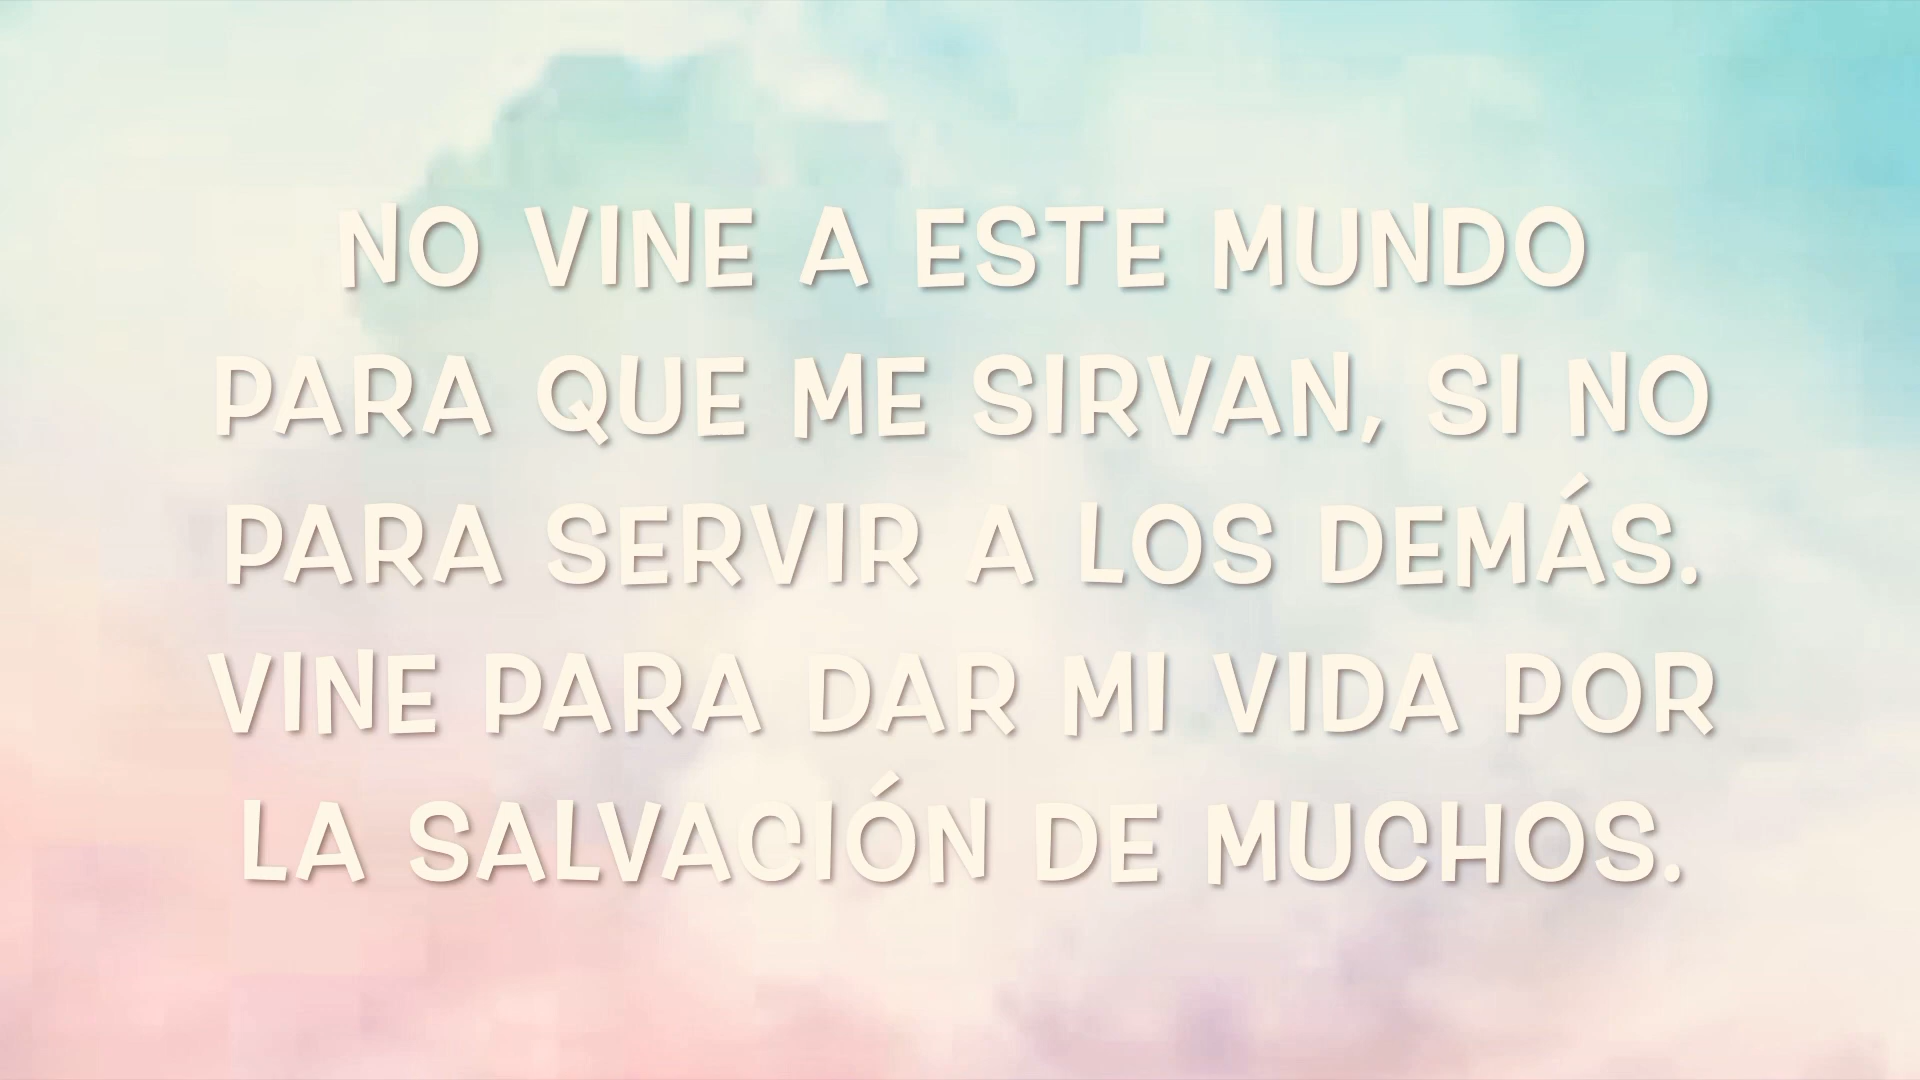 NO VINE A ESTE MUNDO
PARA QUE ME SIRVAN, SI NO
PARA SERVIR A LOS DEMÁS.
VINE PARA DAR MI VIDA POR
LA SALVACIÓN DE MUCHOS.